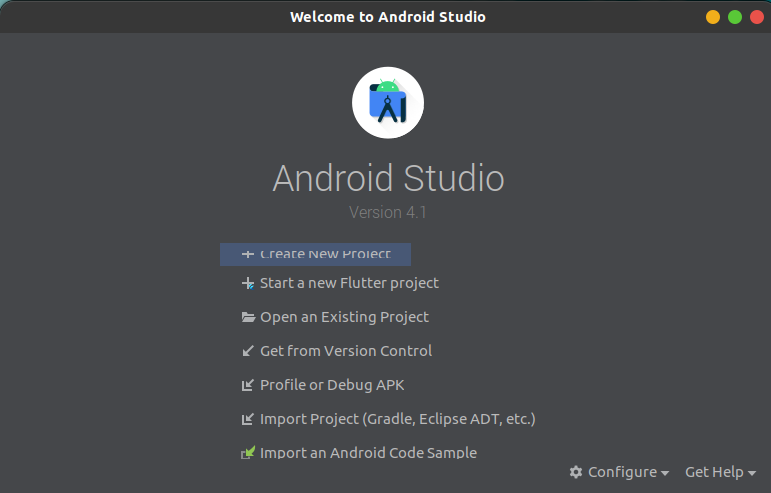 Welcome to Android Studio
Android Studio
Version 4.1
Create New Project
Start a new Flutter project
Open an Existing Project
Get from Version Control
Profile or Debug APK
Import Project (Gradle, Eclipse ADT, etc.)
Import an Android Code Sample
Configure Get Help